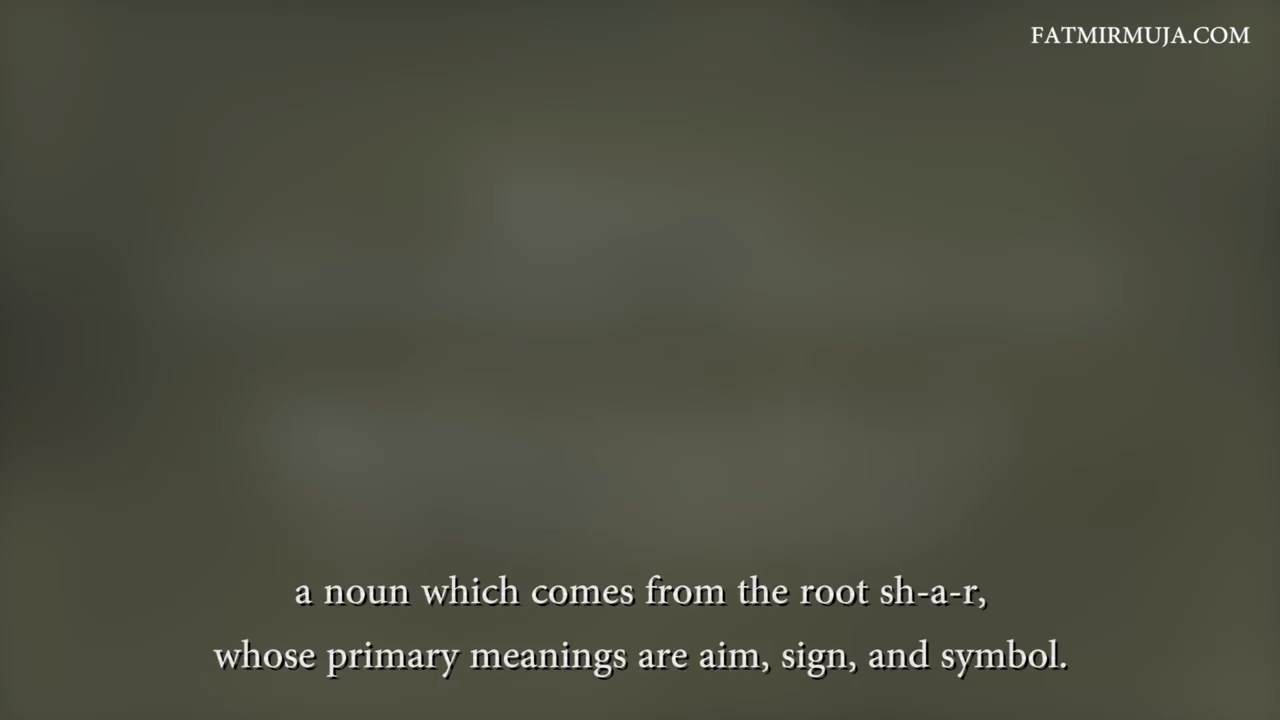 FATMIRMUJA.COM
a noun which comes from the root sh-a-r,
whose primary meanings are aim, sign, and symbol.